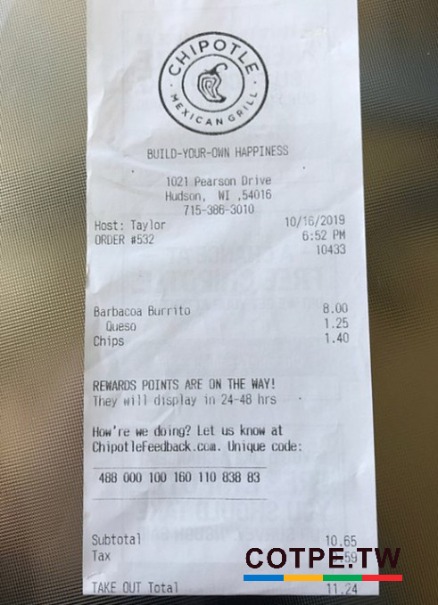 CHIPOTLE
MEXICAN GRILL
BUILD-YOUR-OWN HAPPINESS
1021 Pearson Drive
Hudson, WI ,54016
715-386-3010
Host: Taylor 10/16/2019
ORDER #532 6:52 PM
10433
Barbacoa Burrito 8.00
Queso 1.25
Chips 1.40
REWARDS POINTS ARE ON THE WAY!
They will display in 24-48 hrs
How're we doing? Let us know at
ChipotleFeedback.com. Unique code:
488 000 100 160 110 838 83
Subtotal 10.65
Tax .59
TAKE OUT Total 11.24
COTPE.TW